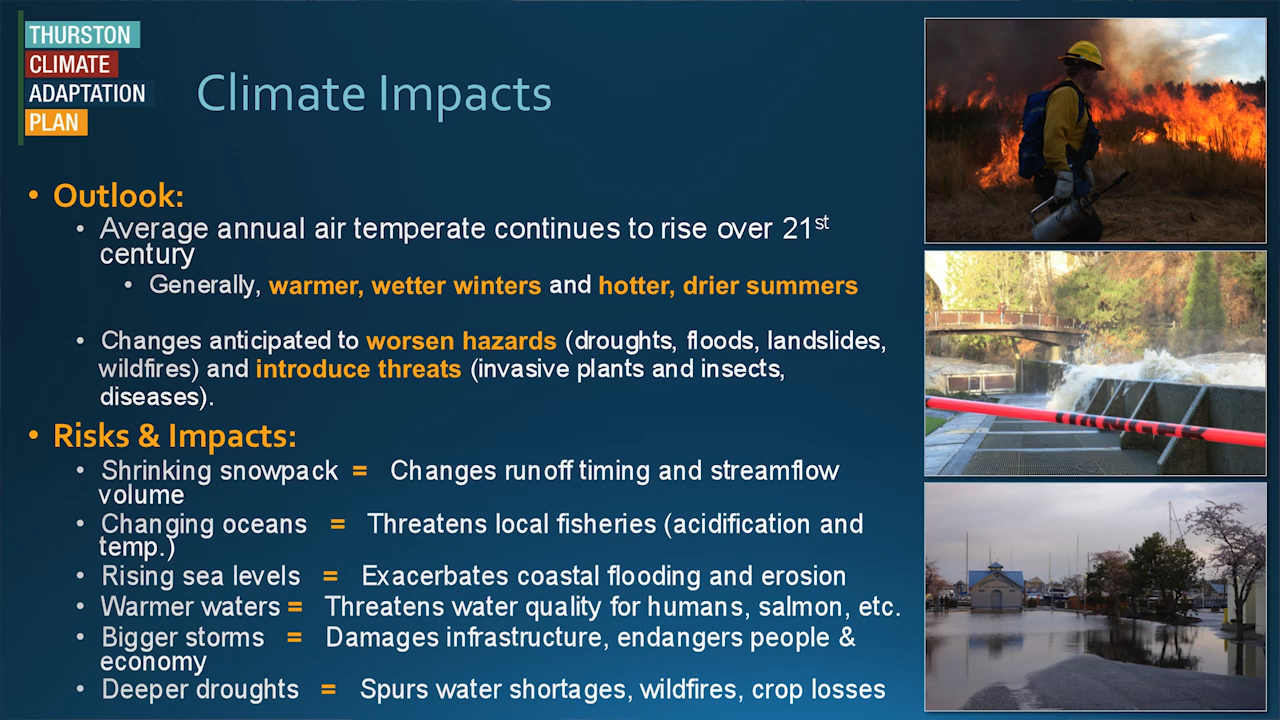 THURSTON
CLIMATE
ADAPTATION
PLAN
Climate Impacts
• Outlook:
• Average annual air temperate continues to rise over 21st
century
• Generally, warmer, wetter winters and hotter, drier summers
• Changes anticipated to worsen hazards (droughts, floods, landslides,
wildfires) and introduce threats (invasive plants and insects,
diseases).
• Risks & Impacts:
• Shrinking snowpack = Changes runoff timing and streamflow
volume
• Changing oceans = Threatens local fisheries (acidification and
temp.)
• Rising sea levels = Exacerbates coastal flooding and erosion
• Warmer waters = Threatens water quality for humans, salmon, etc.
• Bigger storms = Damages infrastructure, endangers people &
economy
• Deeper droughts = Spurs water shortages, wildfires, crop losses
DANGER